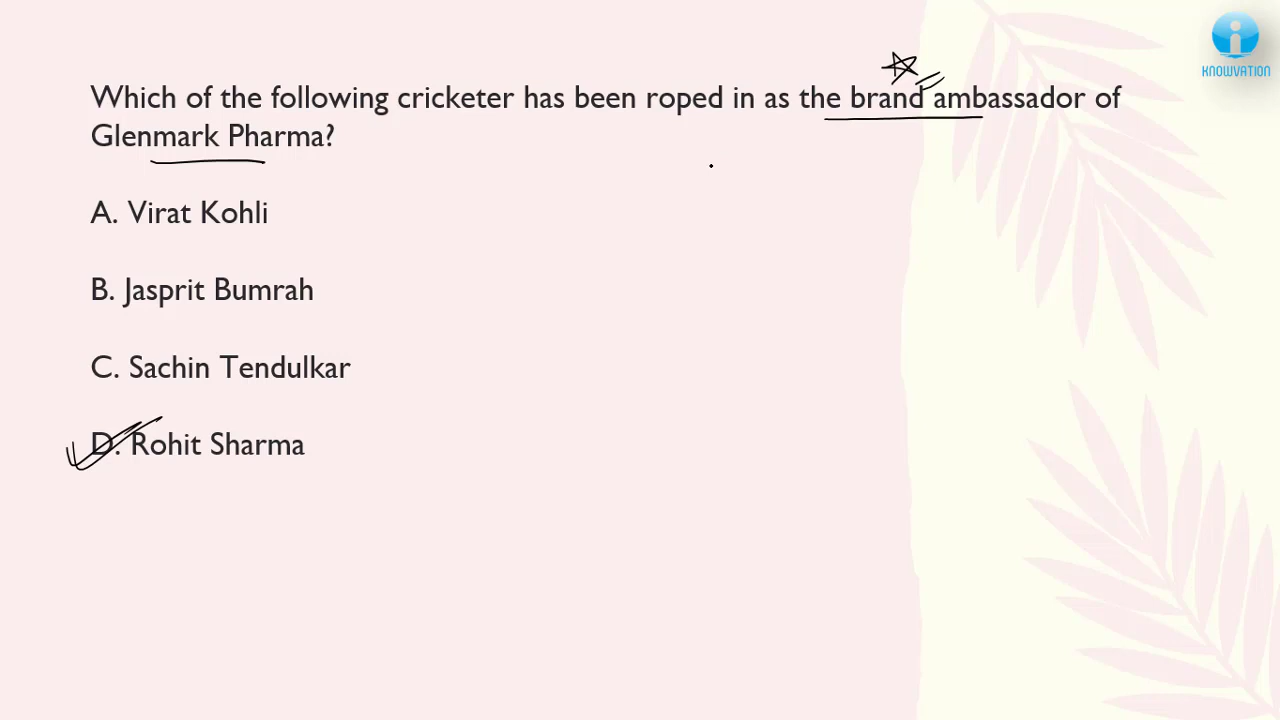 KNOWVATION
Which of the following cricketer has been roped in as the brand ambassador of
Glenmark Pharma?
A. Virat Kohli
B. Jasprit Bumrah
C. Sachin Tendulkar
D. Rohit Sharma